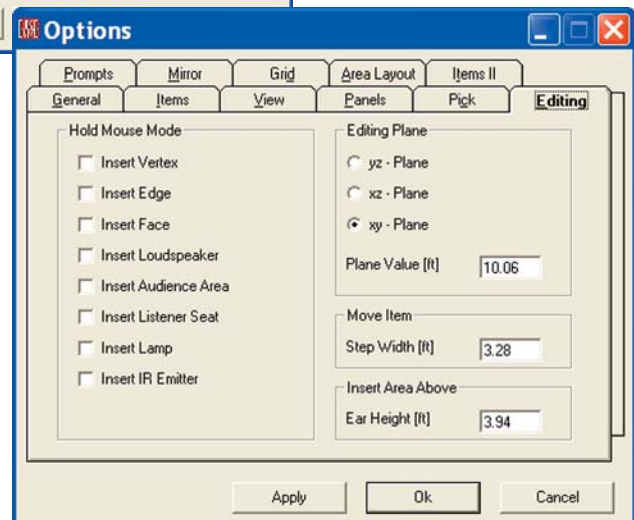 EASE Options
Prompts Mirror Grid Area Layout Items II
General Items View Panels Pick Editing
Hold Mouse Mode
Insert Vertex
Insert Edge
Insert Face
Insert Loudspeaker
Insert Audience Area
Insert Listener Seat
Insert Lamp
Insert IR Emitter
Editing Plane
yz - Plane
xz - Plane
xy - Plane
Plane Value [ft] 10.06
Move Item
Step Width [ft] 3.28
Insert Area Above
Ear Height [ft] 3.94
Apply Ok Cancel